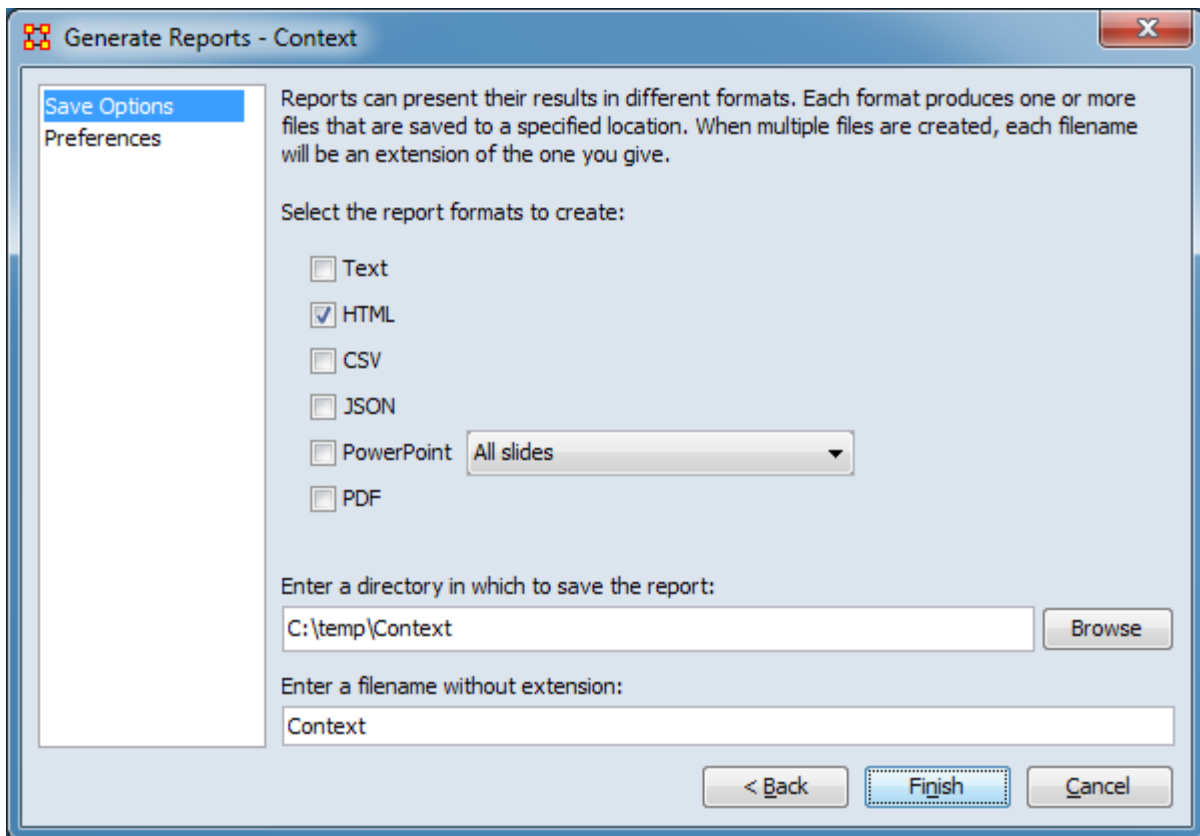 Generate Reports - Context
Save Options
Preferences
Reports can present their results in different formats. Each format produces one or more
files that are saved to a specified location. When multiple files are created, each filename
will be an extension of the one you give.
Select the report formats to create:
Text
HTML
CSV
JSON
PowerPoint All slides
PDF
Enter a directory in which to save the report:
C:\temp\Context Browse
Enter a filename without extension:
Context
< Back Finish Cancel